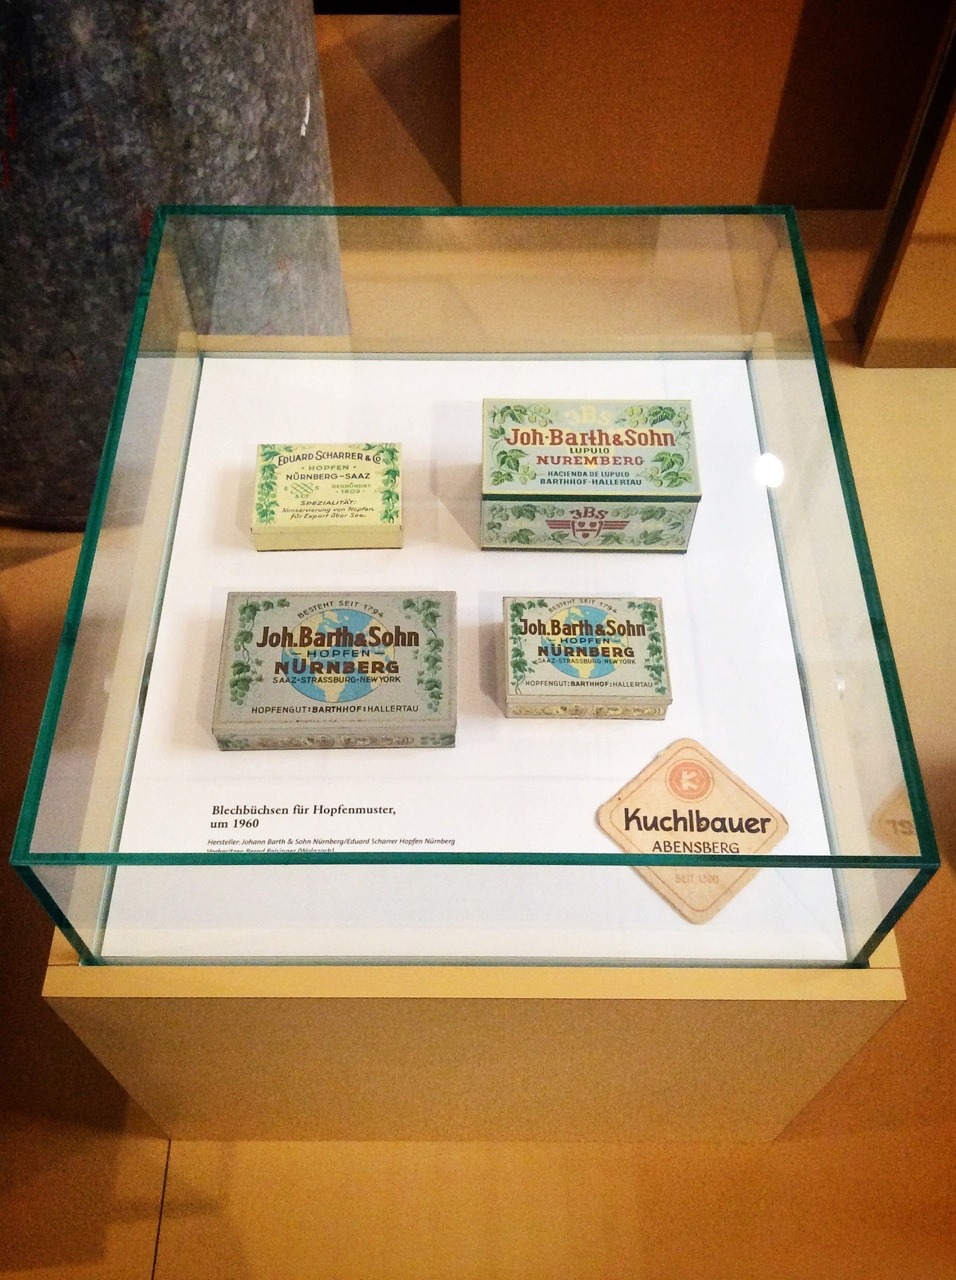 EDUARD SCHARRER & Co
· HOPFEN ·
NÜRNBERG-SAAZ
E S
& Co
GEGRÜNDET
· 1809 ·
SPEZIALITÄT:
Konservierung von Hopfen
für Export über See.
JBS
Joh·Barth&Sohn
LUPULO
NUREMBERG
HACIENDA DE LUPULO
BARTHHOF-HALLERTAU
JBS
BESTEHT SEIT 1794
Joh.Barth&Sohn
— HOPFEN —
NÜRNBERG
SAAZ·STRASSBURG·NEW YORK
HOPFENGUT:BARTHHOF:HALLERTAU
BESTEHT SEIT 1794
Joh.Barth&Sohn
— HOPFEN —
NÜRNBERG
SAAZ·STRASSBURG·NEW YORK
HOPFENGUT:BARTHHOF:HALLERTAU
Blechbüchsen für Hopfenmuster,
um 1960
Hersteller: Johann Barth & Sohn Nürnberg/Eduard Scharrer Hopfen Nürnberg
K
Kuchlbauer
ABENSBERG
SEIT 1300